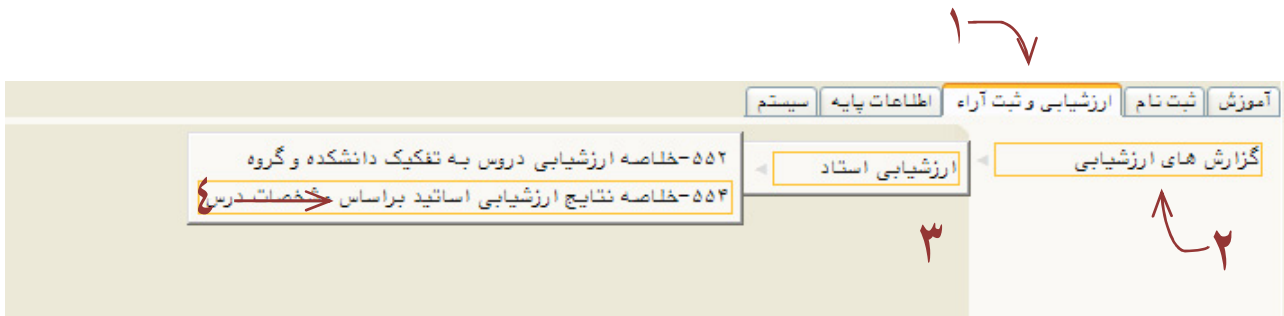 ۱
آموزش ثبت نام ارزشیابی و ثبت آراء اطلاعات پایه سیستم
گزارش های ارزشیابی
ارزشیابی استاد
۵۵۲-خلاصه ارزشیابی دروس به تفکیک دانشکده و گروه
۵۵۴-خلاصه نتایج ارزشیابی اساتید براساس مشخصات درس
۴
۳
۲